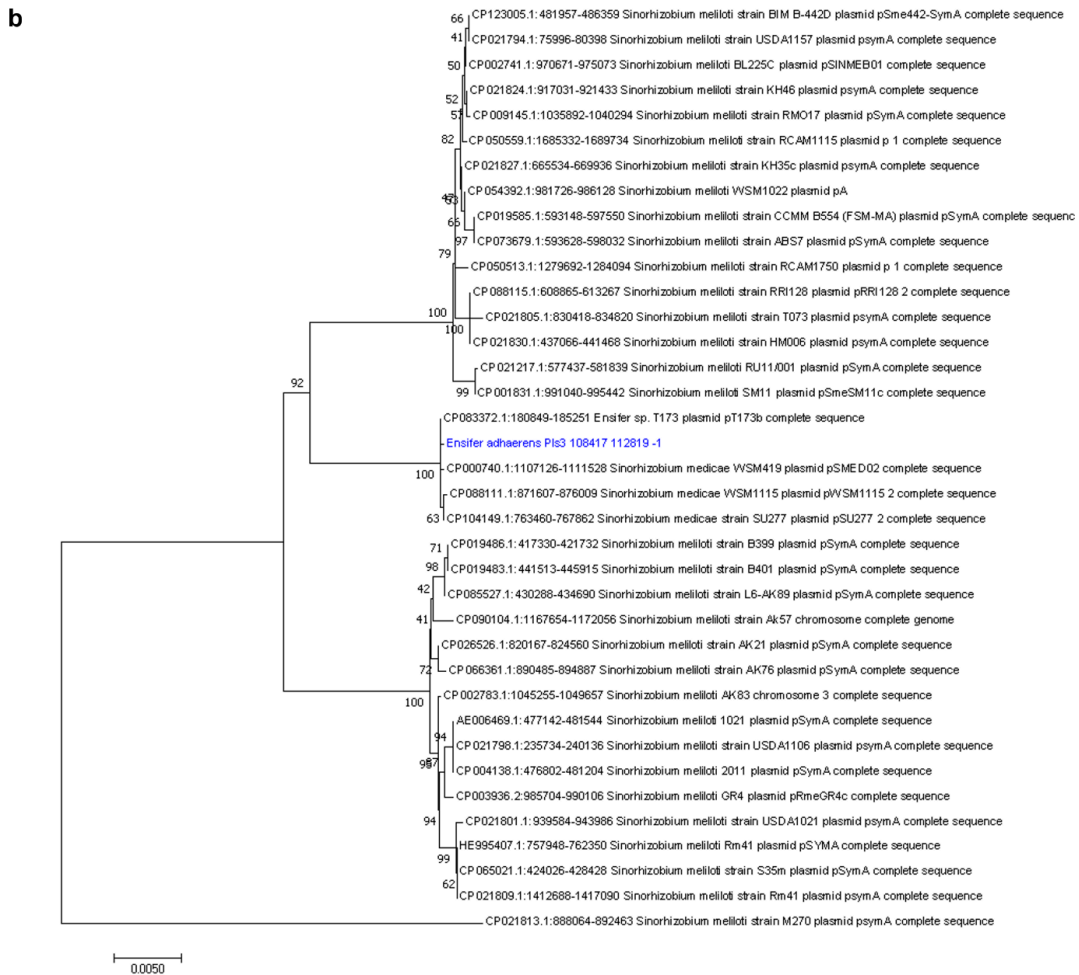 b
66
CP123005.1:481957-486359 Sinorhizobium meliloti strain BIM B-442D plasmid pSme442-SymA complete sequence
41
CP021794.1:75996-80398 Sinorhizobium meliloti strain USDA1157 plasmid psymA complete sequence
50
CP002741.1:970671-975073 Sinorhizobium meliloti BL225C plasmid pSINMEB01 complete sequence
CP021824.1:917031-921433 Sinorhizobium meliloti strain KH46 plasmid psymA complete sequence
52
CP009145.1:1035892-1040294 Sinorhizobium meliloti strain RMO17 plasmid pSymA complete sequence
82
CP050559.1:1685332-1689734 Sinorhizobium meliloti strain RCAM1115 plasmid p 1 complete sequence
CP021827.1:665534-669936 Sinorhizobium meliloti strain KH35c plasmid psymA complete sequence
CP054392.1:981726-986128 Sinorhizobium meliloti WSM1022 plasmid pA
CP019585.1:593148-597550 Sinorhizobium meliloti strain CCMM B554 (FSM-MA) plasmid pSymA complete sequenc
66
97
CP073679.1:593628-598032 Sinorhizobium meliloti strain ABS7 plasmid pSymA complete sequence
79
CP050513.1:1279692-1284094 Sinorhizobium meliloti strain RCAM1750 plasmid p 1 complete sequence
CP088115.1:608865-613267 Sinorhizobium meliloti strain RRI128 plasmid pRRI128 2 complete sequence
100
CP021805.1:830418-834820 Sinorhizobium meliloti strain T073 plasmid psymA complete sequence
100
CP021830.1:437066-441468 Sinorhizobium meliloti strain HM006 plasmid psymA complete sequence
CP021217.1:577437-581839 Sinorhizobium meliloti RU11/001 plasmid pSymA complete sequence
92
99
CP001831.1:991040-995442 Sinorhizobium meliloti SM11 plasmid pSmeSM11c complete sequence
CP083372.1:180849-185251 Ensifer sp. T173 plasmid pT173b complete sequence
Ensifer adhaerens Pls3 108417 112819 -1
CP000740.1:1107126-1111528 Sinorhizobium medicae WSM419 plasmid pSMED02 complete sequence
100
CP088111.1:871607-876009 Sinorhizobium medicae WSM1115 plasmid pWSM1115 2 complete sequence
63
CP104149.1:763460-767862 Sinorhizobium medicae strain SU277 plasmid pSU277 2 complete sequence
71
CP019486.1:417330-421732 Sinorhizobium meliloti strain B399 plasmid pSymA complete sequence
98
CP019483.1:441513-445915 Sinorhizobium meliloti strain B401 plasmid pSymA complete sequence
42
CP085527.1:430288-434690 Sinorhizobium meliloti strain L6-AK89 plasmid pSymA complete sequence
41
CP090104.1:1167654-1172056 Sinorhizobium meliloti strain Ak57 chromosome complete genome
CP026526.1:820167-824560 Sinorhizobium meliloti strain AK21 plasmid pSymA complete sequence
72
CP066361.1:890485-894887 Sinorhizobium meliloti strain AK76 plasmid pSymA complete sequence
100
CP002783.1:1045255-1049657 Sinorhizobium meliloti AK83 chromosome 3 complete sequence
AE006469.1:477142-481544 Sinorhizobium meliloti 1021 plasmid pSymA complete sequence
94
CP021798.1:235734-240136 Sinorhizobium meliloti strain USDA1106 plasmid psymA complete sequence
CP004138.1:476802-481204 Sinorhizobium meliloti 2011 plasmid pSymA complete sequence
CP003936.2:985704-990106 Sinorhizobium meliloti GR4 plasmid pRmeGR4c complete sequence
94
CP021801.1:939584-943986 Sinorhizobium meliloti strain USDA1021 plasmid psymA complete sequence
HE995407.1:757948-762350 Sinorhizobium meliloti Rm41 plasmid pSYMA complete sequence
99
CP065021.1:424026-428428 Sinorhizobium meliloti strain S35m plasmid pSymA complete sequence
62
CP021809.1:1412688-1417090 Sinorhizobium meliloti strain Rm41 plasmid psymA complete sequence
CP021813.1:888064-892463 Sinorhizobium meliloti strain M270 plasmid psymA complete sequence
0.0050